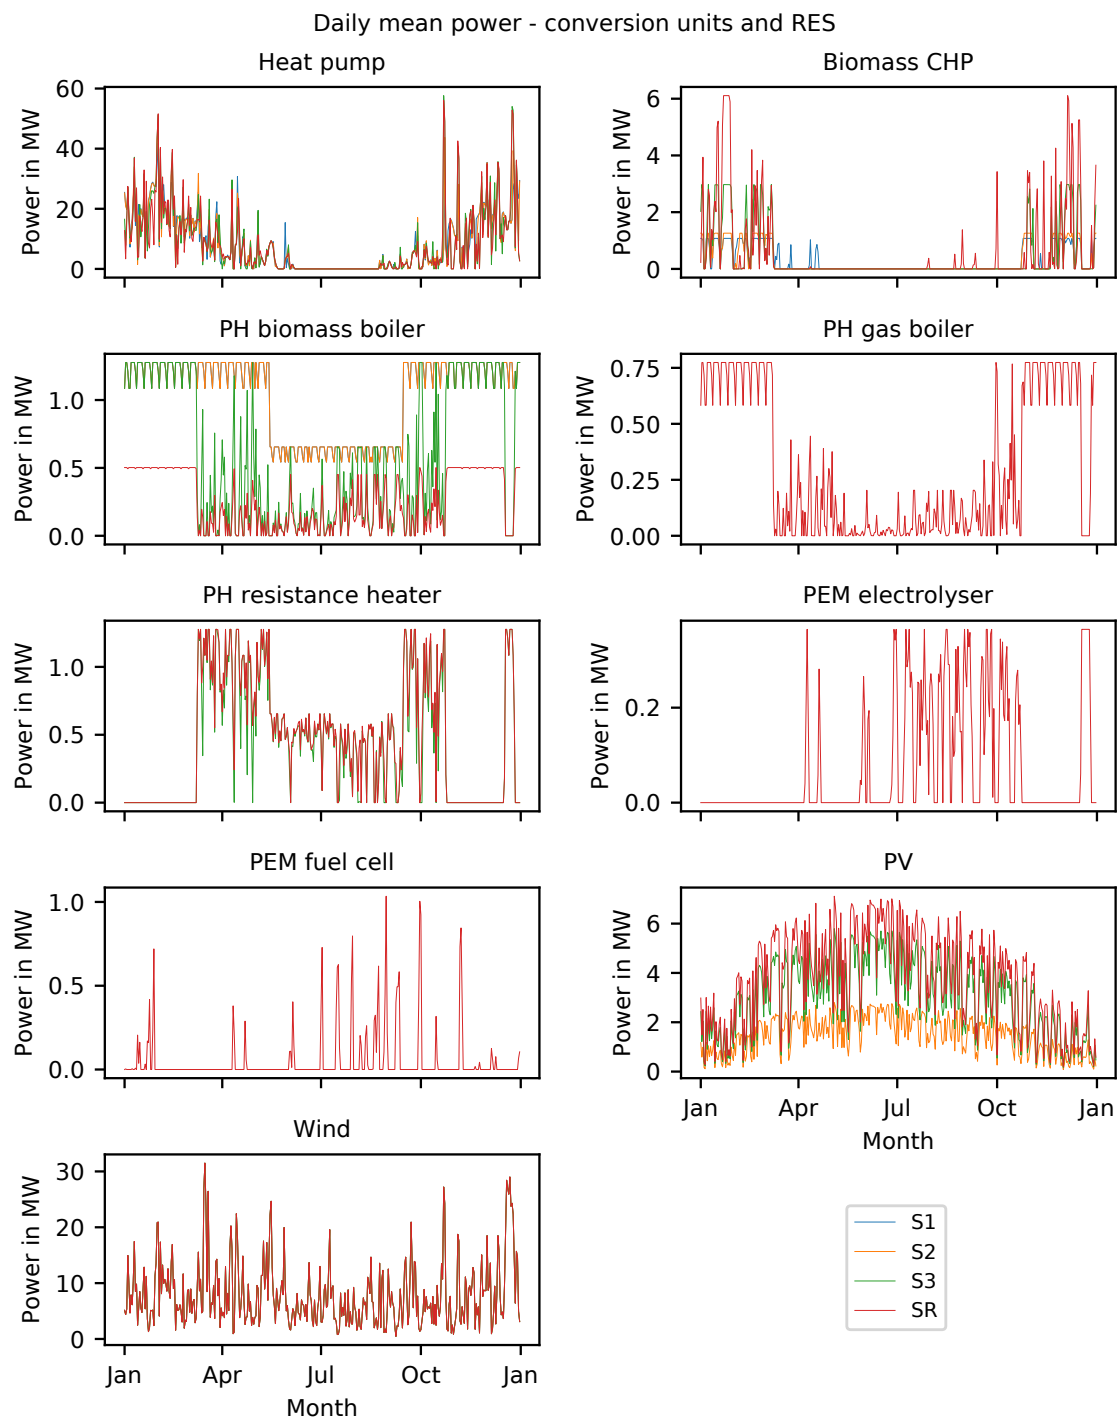 Daily mean power - conversion units and RES
Heat pump
Power in MW
60
40
20
0
Biomass CHP
Power in MW
6
4
2
0
PH biomass boiler
Power in MW
1.0
0.5
0.0
PH gas boiler
Power in MW
0.75
0.50
0.25
0.00
PH resistance heater
Power in MW
1.0
0.5
0.0
PEM electrolyser
Power in MW
0.2
0.0
PEM fuel cell
Power in MW
1.0
0.5
0.0
PV
Power in MW
6
4
2
0
Jan Apr Jul Oct Jan
Month
Wind
Power in MW
30
20
10
0
Jan Apr Jul Oct Jan
Month
S1
S2
S3
SR